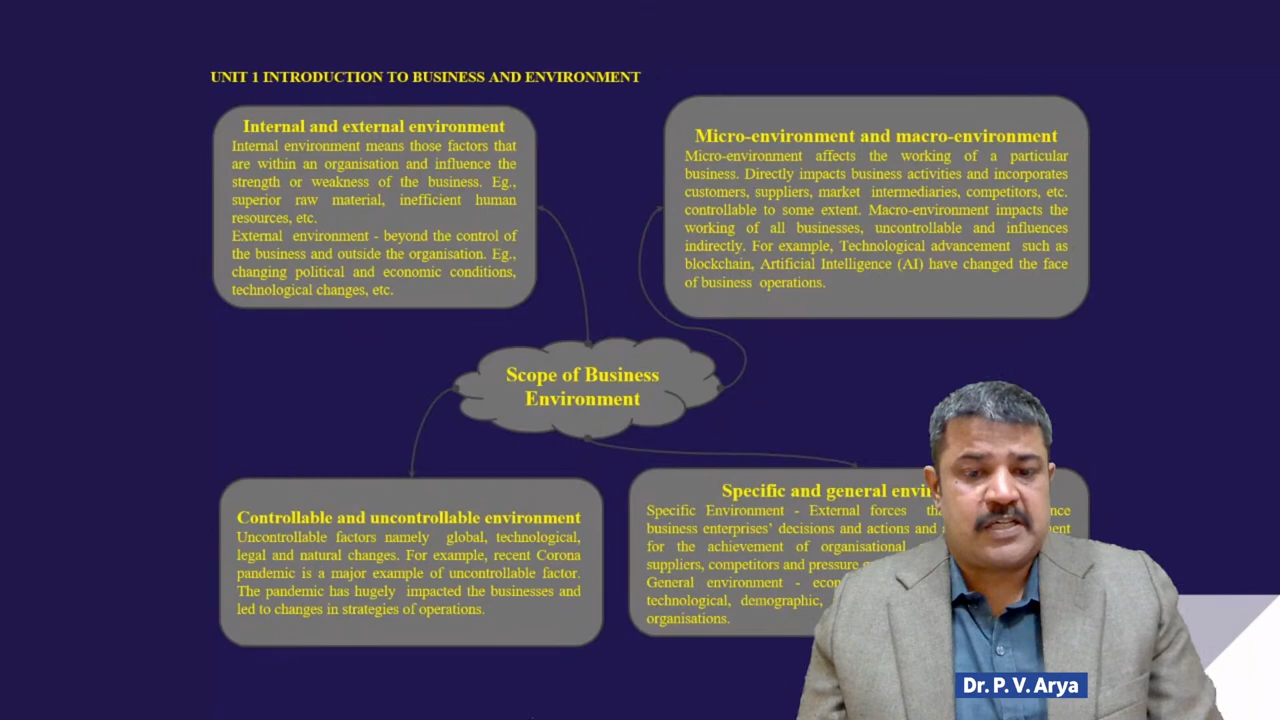 UNIT 1 INTRODUCTION TO BUSINESS AND ENVIRONMENT
Internal and external environment
Internal environment means those factors that
are within an organisation and influence the
strength or weakness of the business. Eg.,
superior raw material, inefficient human
resources, etc.
External environment - beyond the control of
the business and outside the organisation. Eg.,
changing political and economic conditions,
technological changes, etc.
Micro-environment and macro-environment
Micro-environment affects the working of a particular
business. Directly impacts business activities and incorporates
customers, suppliers, market intermediaries, competitors, etc.
controllable to some extent. Macro-environment impacts the
working of all businesses, uncontrollable and influences
indirectly. For example, Technological advancement such as
blockchain, Artificial Intelligence (AI) have changed the face
of business operations.
Scope of Business
Environment
Controllable and uncontrollable environment
Uncontrollable factors namely global, technological,
legal and natural changes. For example, recent Corona
pandemic is a major example of uncontrollable factor.
The pandemic has hugely impacted the businesses and
led to changes in strategies of operations.
Specific and general
Specific Environment - External forces
business enterprises' decisions and actions and
for the achievement of organisational
suppliers, competitors and pressure
General environment -
technological, demographic,
organisations.
Dr. P. V. Arya